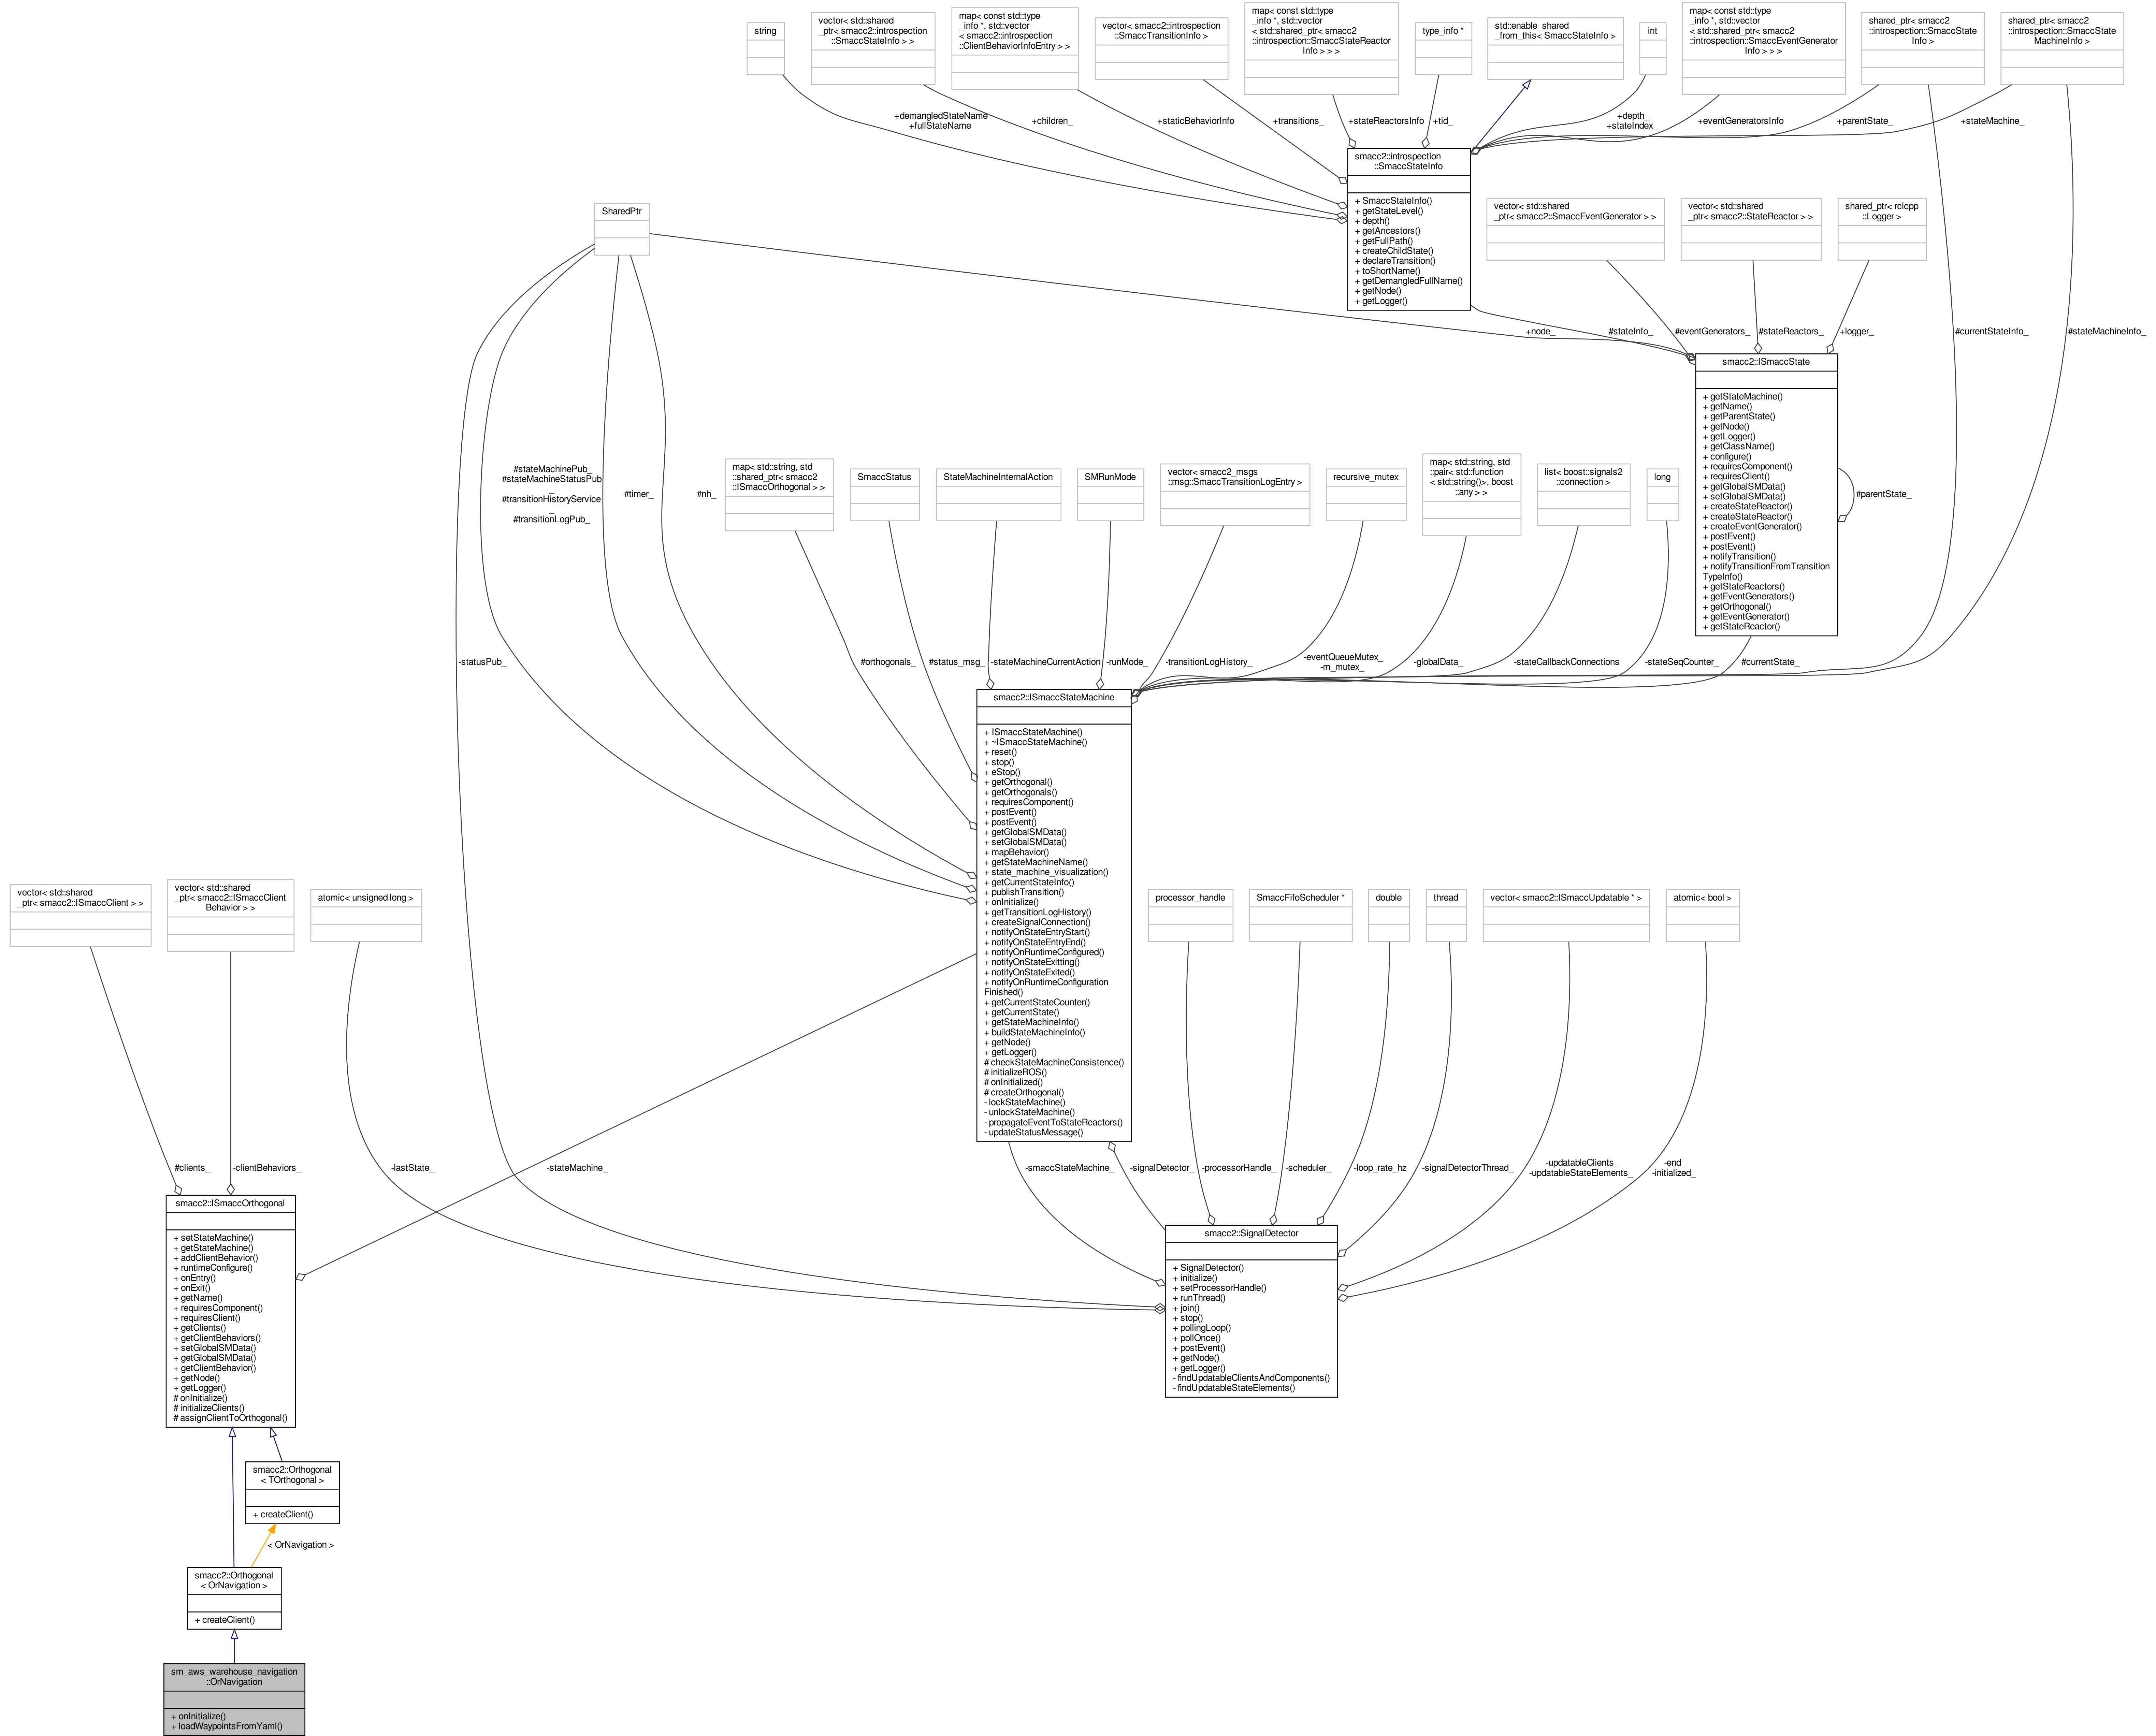 string
vector< std::shared
_ptr< smacc2::introspection
::SmaccStateInfo > >
map< const std::type
_info *, std::vector
< smacc2::introspection
::ClientBehaviorInfoEntry > >
vector< smacc2::introspection
::SmaccTransitionInfo >
map< const std::type
_info *, std::vector
< std::shared_ptr< smacc2
::introspection::SmaccStateReactor
Info > > >
type_info *
std::enable_shared
_from_this< SmaccStateInfo >
int
map< const std::type
_info *, std::vector
< std::shared_ptr< smacc2
::introspection::SmaccEventGenerator
Info > > >
shared_ptr< smacc2
::introspection::SmaccState
Info >
shared_ptr< smacc2
::introspection::SmaccState
MachineInfo >
+demangledStateName
+fullStateName
+children_
+staticBehaviorInfo
+transitions_
+stateReactorsInfo
+tid_
+depth_
+stateIndex_
+eventGeneratorsInfo
+parentState_
+stateMachine_
smacc2::introspection
::SmaccStateInfo
+ SmaccStateInfo()
+ getStateLevel()
+ depth()
+ getAncestors()
+ getFullPath()
+ createChildState()
+ declareTransition()
+ toShortName()
+ getDemangledFullName()
+ getNode()
+ getLogger()
SharedPtr
vector< std::shared
_ptr< smacc2::SmaccEventGenerator > >
vector< std::shared
_ptr< smacc2::StateReactor > >
shared_ptr< rclcpp
::Logger >
+node_
#stateInfo_
#eventGenerators_
#stateReactors_
+logger_
#currentStateInfo_
#stateMachineInfo_
smacc2::ISmaccState
+ getStateMachine()
+ getName()
+ getParentState()
+ getNode()
+ getLogger()
+ getClassName()
+ configure()
+ requiresComponent()
+ requiresClient()
+ getGlobalSMData()
+ setGlobalSMData()
+ createStateReactor()
+ createStateReactor()
+ createEventGenerator()
+ postEvent()
+ postEvent()
+ notifyTransition()
+ notifyTransitionFromTransition
TypeInfo()
+ getStateReactors()
+ getEventGenerators()
+ getOrthogonal()
+ getEventGenerator()
+ getStateReactor()
#parentState_
#stateMachinePub_
#stateMachineStatusPub
_
#transitionHistoryService
_
#transitionLogPub_
#timer_
#nh_
map< std::string, std
::shared_ptr< smacc2
::ISmaccOrthogonal > >
SmaccStatus
StateMachineInternalAction
SMRunMode
vector< smacc2_msgs
::msg::SmaccTransitionLogEntry >
recursive_mutex
map< std::string, std
::pair< std::function
< std::string()>, boost
::any > >
list< boost::signals2
::connection >
long
-statusPub_
#orthogonals_
#status_msg_
-stateMachineCurrentAction
-runMode_
-transitionLogHistory_
-eventQueueMutex_
-m_mutex_
-globalData_
-stateCallbackConnections
-stateSeqCounter_
#currentState_
smacc2::ISmaccStateMachine
+ ISmaccStateMachine()
+ ~ISmaccStateMachine()
+ reset()
+ stop()
+ eStop()
+ getOrthogonal()
+ getOrthogonals()
+ requiresComponent()
+ postEvent()
+ postEvent()
+ getGlobalSMData()
+ setGlobalSMData()
+ mapBehavior()
+ getStateMachineName()
+ state_machine_visualization()
+ getCurrentStateInfo()
+ publishTransition()
+ onInitialize()
+ getTransitionLogHistory()
+ createSignalConnection()
+ notifyOnStateEntryStart()
+ notifyOnStateEntryEnd()
+ notifyOnRuntimeConfigured()
+ notifyOnStateExitting()
+ notifyOnStateExited()
+ notifyOnRuntimeConfiguration
Finished()
+ getCurrentStateCounter()
+ getCurrentState()
+ getStateMachineInfo()
+ buildStateMachineInfo()
+ getNode()
+ getLogger()
# checkStateMachineConsistence()
# initializeROS()
# onInitialized()
# createOrthogonal()
- lockStateMachine()
- unlockStateMachine()
- propagateEventToStateReactors()
- updateStatusMessage()
vector< std::shared
_ptr< smacc2::ISmaccClient > >
vector< std::shared
_ptr< smacc2::ISmaccClient
Behavior > >
atomic< unsigned long >
processor_handle
SmaccFifoScheduler *
double
thread
vector< smacc2::ISmaccUpdatable * >
atomic< bool >
#clients_
-clientBehaviors_
-lastState_
-stateMachine_
-smaccStateMachine_
-signalDetector_
-processorHandle_
-scheduler_
-loop_rate_hz
-signalDetectorThread_
-updatableClients_
-updatableStateElements_
-end_
-initialized_
smacc2::ISmaccOrthogonal
+ setStateMachine()
+ getStateMachine()
+ addClientBehavior()
+ runtimeConfigure()
+ onEntry()
+ onExit()
+ getName()
+ requiresComponent()
+ requiresClient()
+ getClients()
+ getClientBehaviors()
+ setGlobalSMData()
+ getGlobalSMData()
+ getClientBehavior()
+ getNode()
+ getLogger()
# onInitialize()
# initializeClients()
# assignClientToOrthogonal()
smacc2::SignalDetector
+ SignalDetector()
+ initialize()
+ setProcessorHandle()
+ runThread()
+ join()
+ stop()
+ pollingLoop()
+ pollOnce()
+ postEvent()
+ getNode()
+ getLogger()
- findUpdatableClientsAndComponents()
- findUpdatableStateElements()
smacc2::Orthogonal
< TOrthogonal >
+ createClient()
< OrNavigation >
smacc2::Orthogonal
< OrNavigation >
+ createClient()
sm_aws_warehouse_navigation
::OrNavigation
+ onInitialize()
+ loadWaypointsFromYaml()